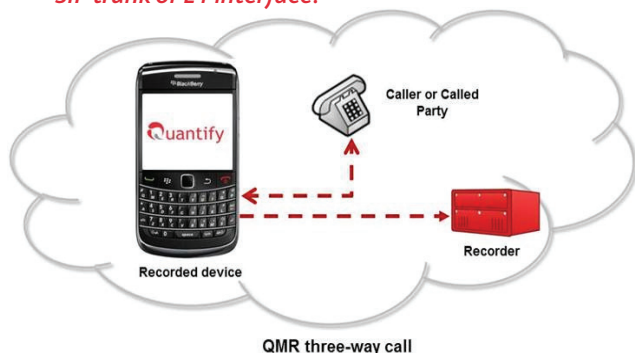 SIP trunk or E1 interface.
BlackBerry
Quantify
Caller or Called
Party
Recorded device
Recorder
QMR three-way call